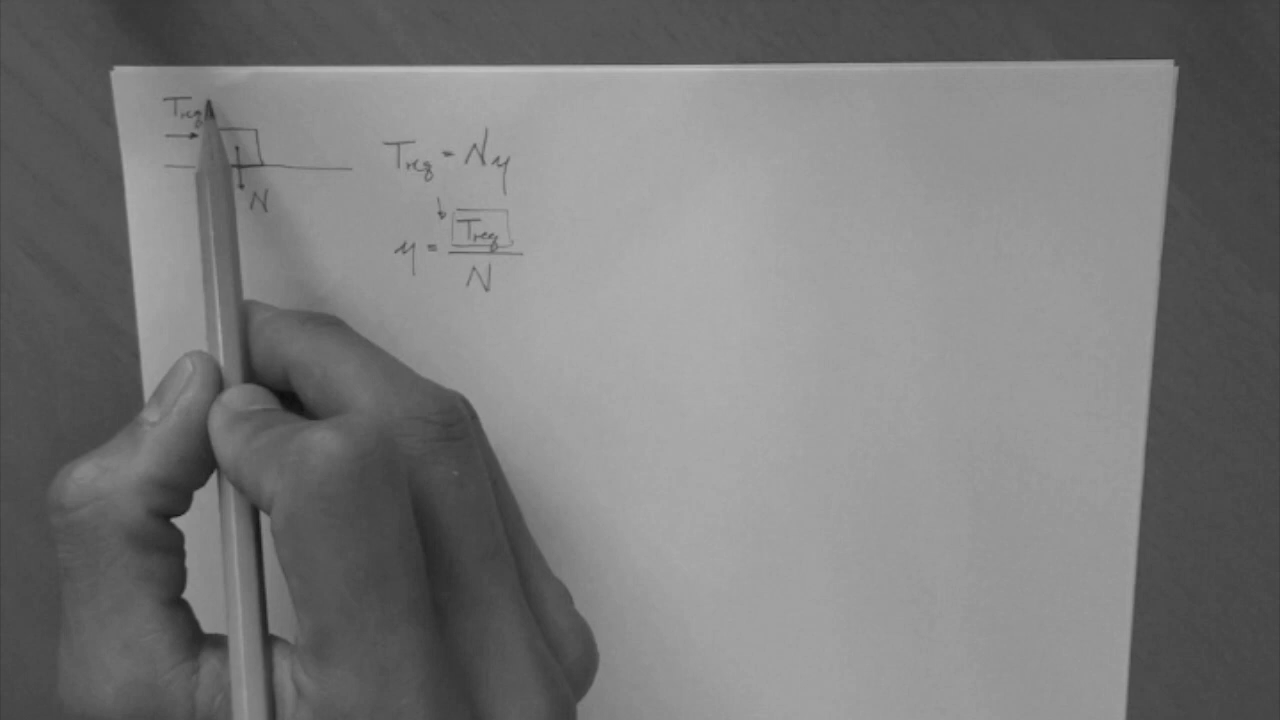 Treq
N
Treq = Nμ
μ = Treq / N